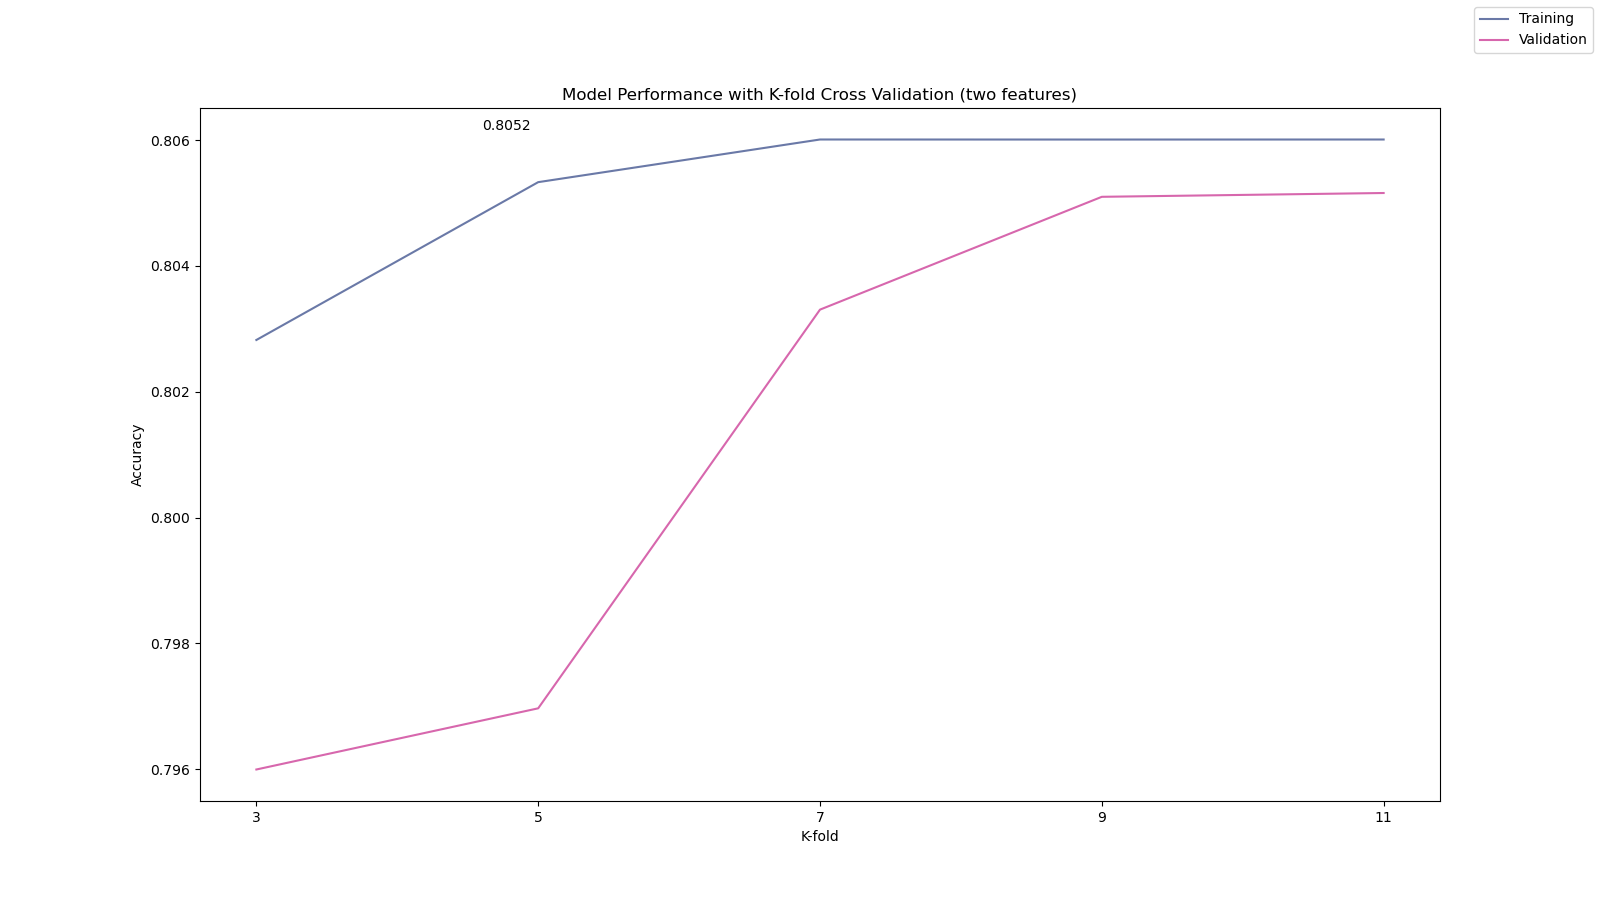 Training
Validation
Model Performance with K-fold Cross Validation (two features)
0.8052
0.806
0.804
0.802
0.800
0.798
0.796
Accuracy
3 5 7 9 11
K-fold